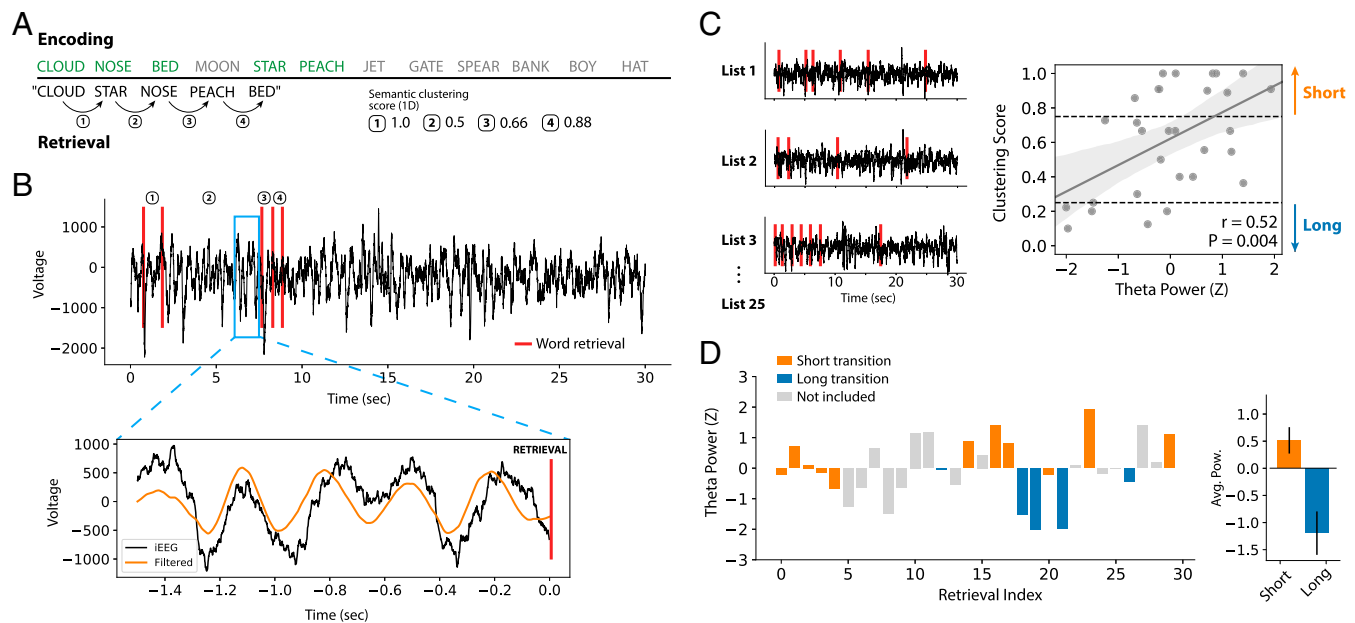 A
Encoding
CLOUD NOSE BED MOON STAR PEACH JET GATE SPEAR BANK BOY HAT
"CLOUD STAR NOSE PEACH BED"
1 2 3 4
Semantic clustering
score (1D)
1 1.0 2 0.5 3 0.66 4 0.88
Retrieval
B
1 2 3 4
Voltage
1000
0
−1000
−2000
Word retrieval
0 5 10 15 20 25 30
Time (sec)
Voltage
1000
500
0
−500
−1000
RETRIEVAL
iEEG
Filtered
−1.4 −1.2 −1.0 −0.8 −0.6 −0.4 −0.2 0.0
Time (sec)
C
List 1
List 2
List 3
List 25
0 10 20 30
Time (sec)
Clustering Score
1.0
0.8
0.6
0.4
0.2
0.0
r = 0.52
P = 0.004
−2 −1 0 1 2
Theta Power (Z)
Short
Long
D
Short transition
Long transition
Not included
Theta Power (Z)
3
2
1
0
−1
−2
−3
0 5 10 15 20 25 30
Retrieval Index
Avg. Pow.
1.0
0.5
0.0
−0.5
−1.0
−1.5
Short Long